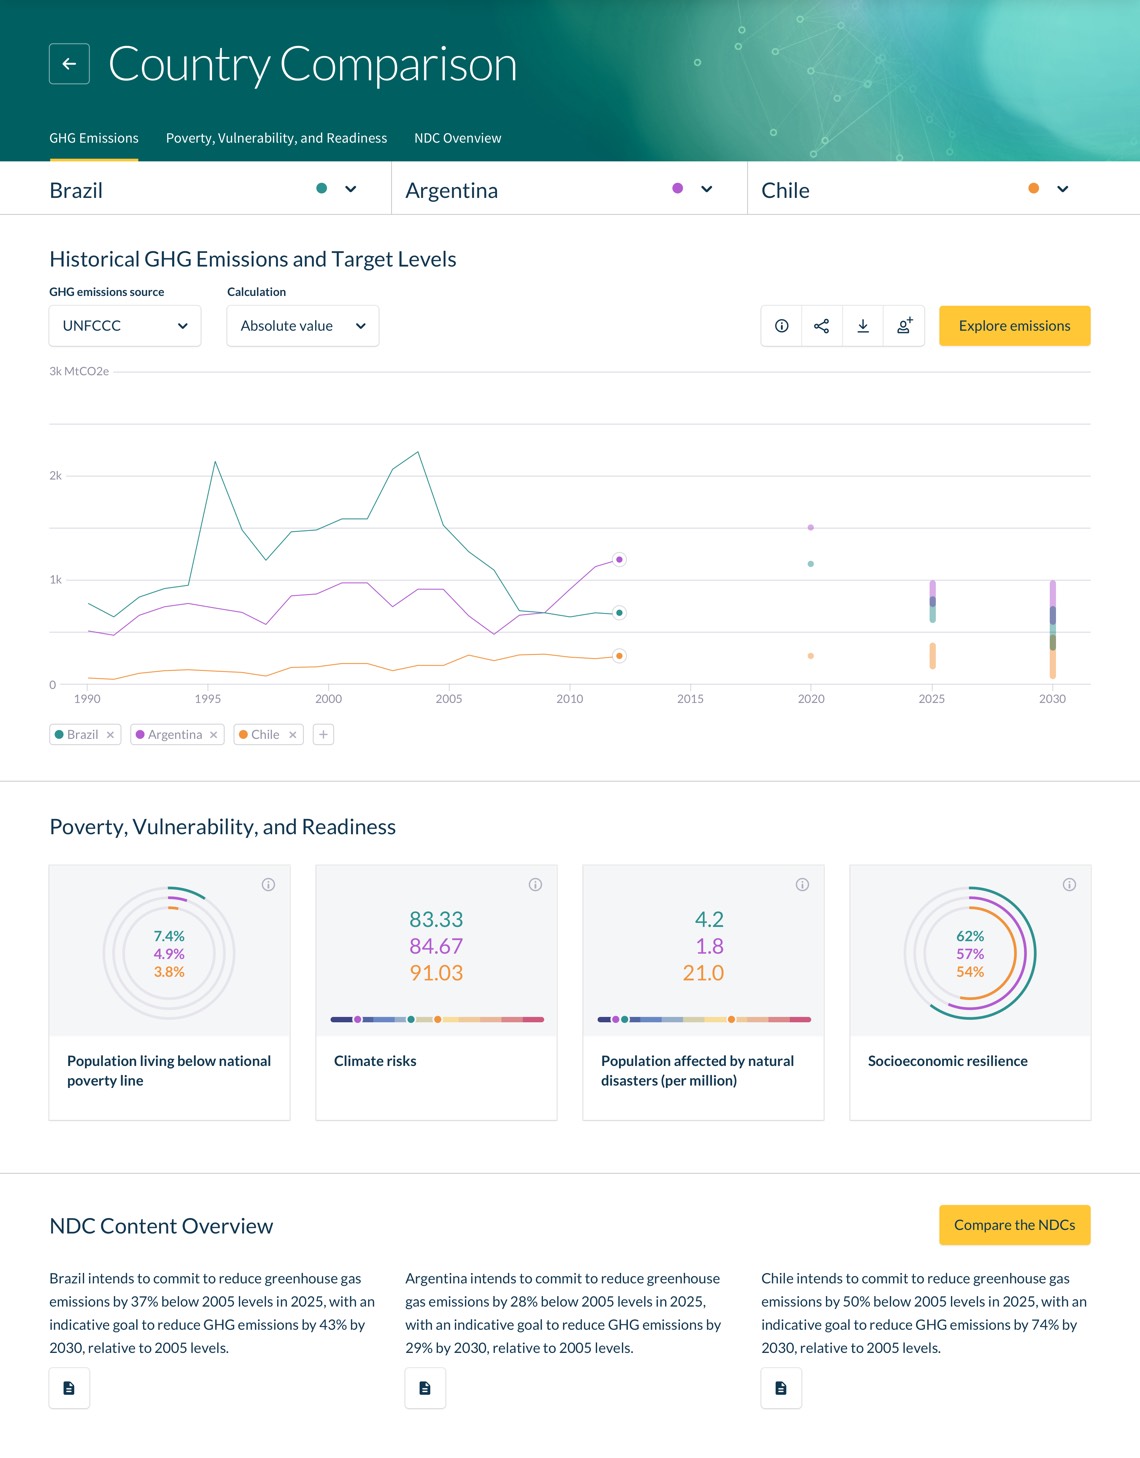 Country Comparison
GHG Emissions
Poverty, Vulnerability, and Readiness
NDC Overview
Brazil
Argentina
Chile
Historical GHG Emissions and Target Levels
GHG emissions source
Calculation
UNFCCC
Absolute value
Explore emissions
3k MtCO2e
2k
1k
0
1990
1995
2000
2005
2010
2015
2020
2025
2030
Brazil ×
Argentina ×
Chile ×
+
Poverty, Vulnerability, and Readiness
7.4%
4.9%
3.8%
Population living below national
poverty line
83.33
84.67
91.03
Climate risks
4.2
1.8
21.0
Population affected by natural
disasters (per million)
62%
57%
54%
Socioeconomic resilience
NDC Content Overview
Compare the NDCs
Brazil intends to commit to reduce greenhouse gas
emissions by 37% below 2005 levels in 2025, with an
indicative goal to reduce GHG emissions by 43% by
2030, relative to 2005 levels.
Argentina intends to commit to reduce greenhouse
gas emissions by 28% below 2005 levels in 2025,
with an indicative goal to reduce GHG emissions by
29% by 2030, relative to 2005 levels.
Chile intends to commit to reduce greenhouse gas
emissions by 50% below 2005 levels in 2025, with an
indicative goal to reduce GHG emissions by 74% by
2030, relative to 2005 levels.